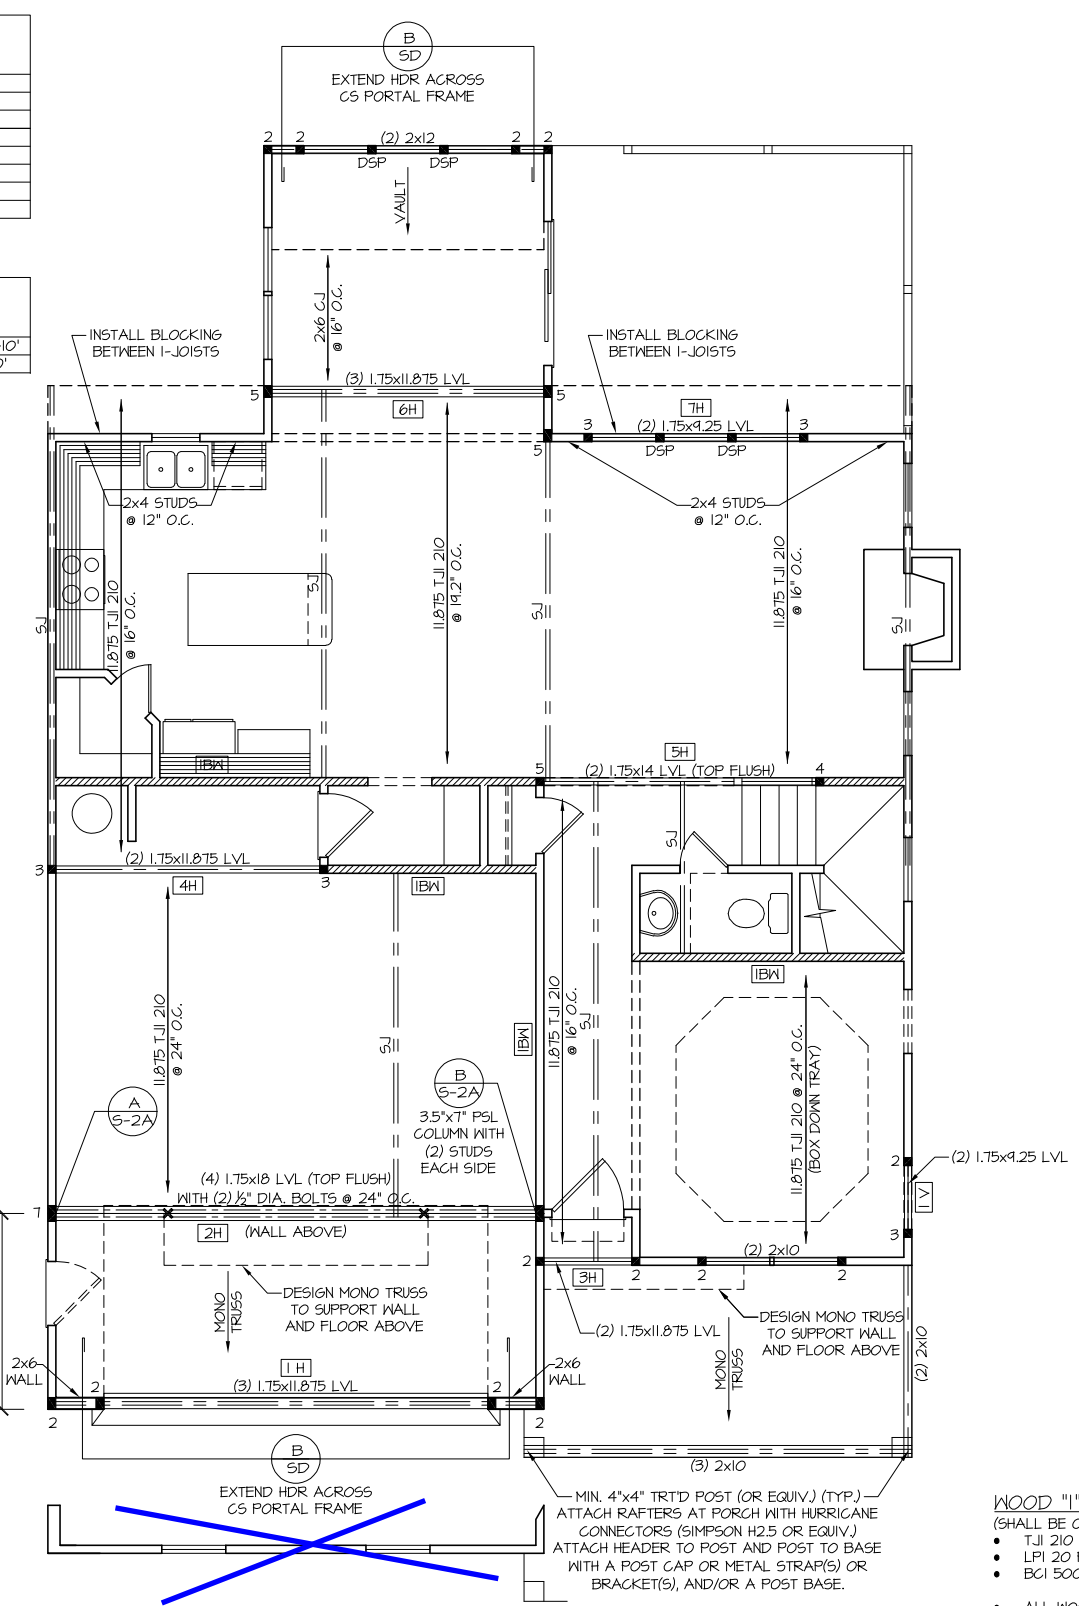 B
SD
EXTEND HDR ACROSS
CS PORTAL FRAME
2 2 (2) 2x12 2 2
DSP DSP
VAULT
2x6 CJ
@ 16" O.C.
10'
0'
INSTALL BLOCKING
BETWEEN I-JOISTS
INSTALL BLOCKING
BETWEEN I-JOISTS
(3) 1.75x11.875 LVL
5 5
6H
7H
(2) 1.75x9.25 LVL
3 3
5
DSP DSP
2x4 STUDS
@ 12" O.C.
2x4 STUDS
@ 12" O.C.
11.875 TJI 210
@ 16" O.C.
11.875 TJI 210
@ 19.2" O.C.
11.875 TJI 210
@ 16" O.C.
SJ
SJ
SJ
SJ
IBW
5H
5 (2) 1.75x14 LVL (TOP FLUSH) 4
SJ
(2) 1.75x11.875 LVL
3 3
4H
IBW
IBW
11.875 TJI 210
@ 24" O.C.
SJ
IBW
11.875 TJI 210
@ 16" O.C.
SJ
11.875 TJI 210 @ 24" O.C.
(BOX DOWN TRAY)
A
S-2A
B
S-2A
3.5"x7" PSL
COLUMN WITH
(2) STUDS
EACH SIDE
2
(2) 1.75x9.25 LVL
1V
3
(4) 1.75x18 LVL (TOP FLUSH)
WITH (2) ½" DIA. BOLTS @ 24" O.C.
7
2H (WALL ABOVE)
(2) 2x10
2 2 2 2
3H
DESIGN MONO TRUSS
TO SUPPORT WALL
AND FLOOR ABOVE
MONO
TRUSS
(2) 1.75x11.875 LVL
DESIGN MONO TRUSS
TO SUPPORT WALL
AND FLOOR ABOVE
MONO
TRUSS
(2) 2x10
2x6
WALL
1H
2 (3) 1.75x11.875 LVL 2
2x6
WALL
2 2
B
SD
EXTEND HDR ACROSS
CS PORTAL FRAME
(3) 2x10
MIN. 4"x4" TRT'D POST (OR EQUIV.) (TYP.)
ATTACH RAFTERS AT PORCH WITH HURRICANE
CONNECTORS (SIMPSON H2.5 OR EQUIV.)
ATTACH HEADER TO POST AND POST TO BASE
WITH A POST CAP OR METAL STRAP(S) OR
BRACKET(S), AND/OR A POST BASE.
WOOD "I"
(SHALL BE
• TJI 210
• LPI 20
• BCI 500